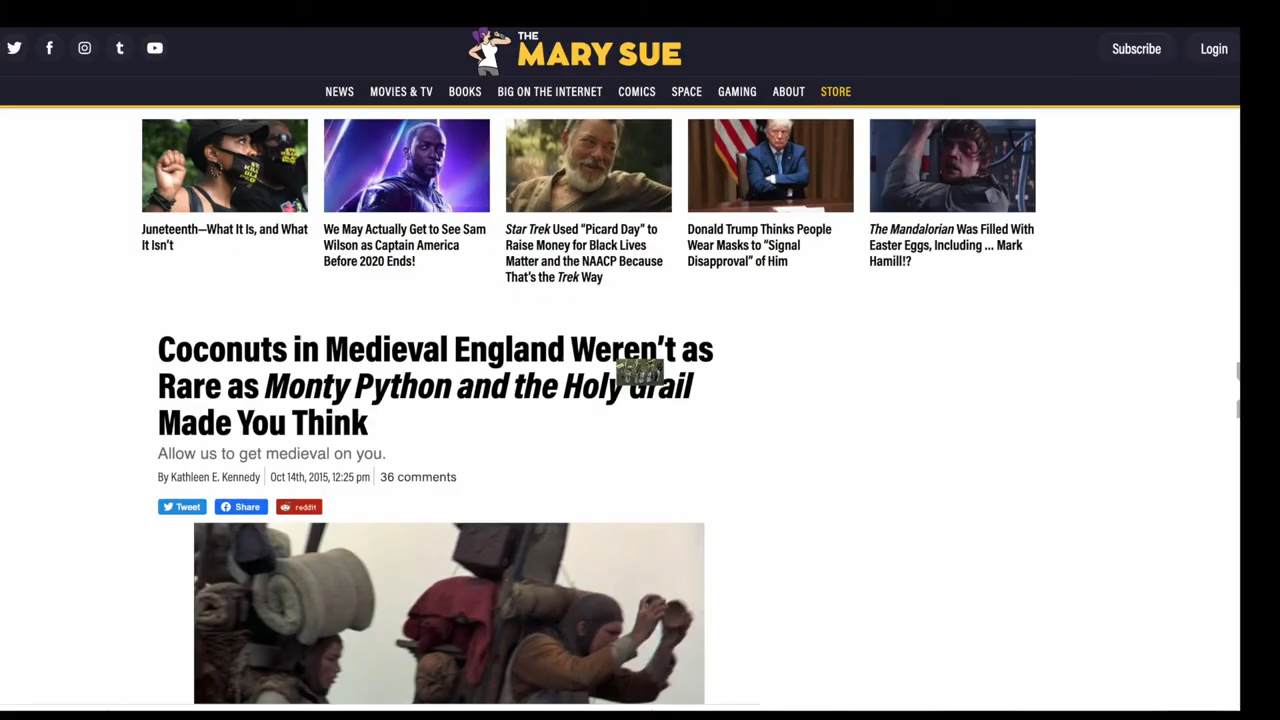 THE
MARY SUE
Subscribe
Login
NEWS
MOVIES & TV
BOOKS
BIG ON THE INTERNET
COMICS
SPACE
GAMING
ABOUT
STORE
Juneteenth—What It Is, and What
It Isn't
We May Actually Get to See Sam
Wilson as Captain America
Before 2020 Ends!
Star Trek Used “Picard Day” to
Raise Money for Black Lives
Matter and the NAACP Because
That's the Trek Way
Donald Trump Thinks People
Wear Masks to “Signal
Disapproval” of Him
The Mandalorian Was Filled With
Easter Eggs, Including ... Mark
Hamill!?
Coconuts in Medieval England Weren't as
Rare as Monty Python and the Holy Grail
Made You Think
Allow us to get medieval on you.
By Kathleen E. Kennedy
Oct 14th, 2015, 12:25 pm
36 comments
Tweet
Share
reddit